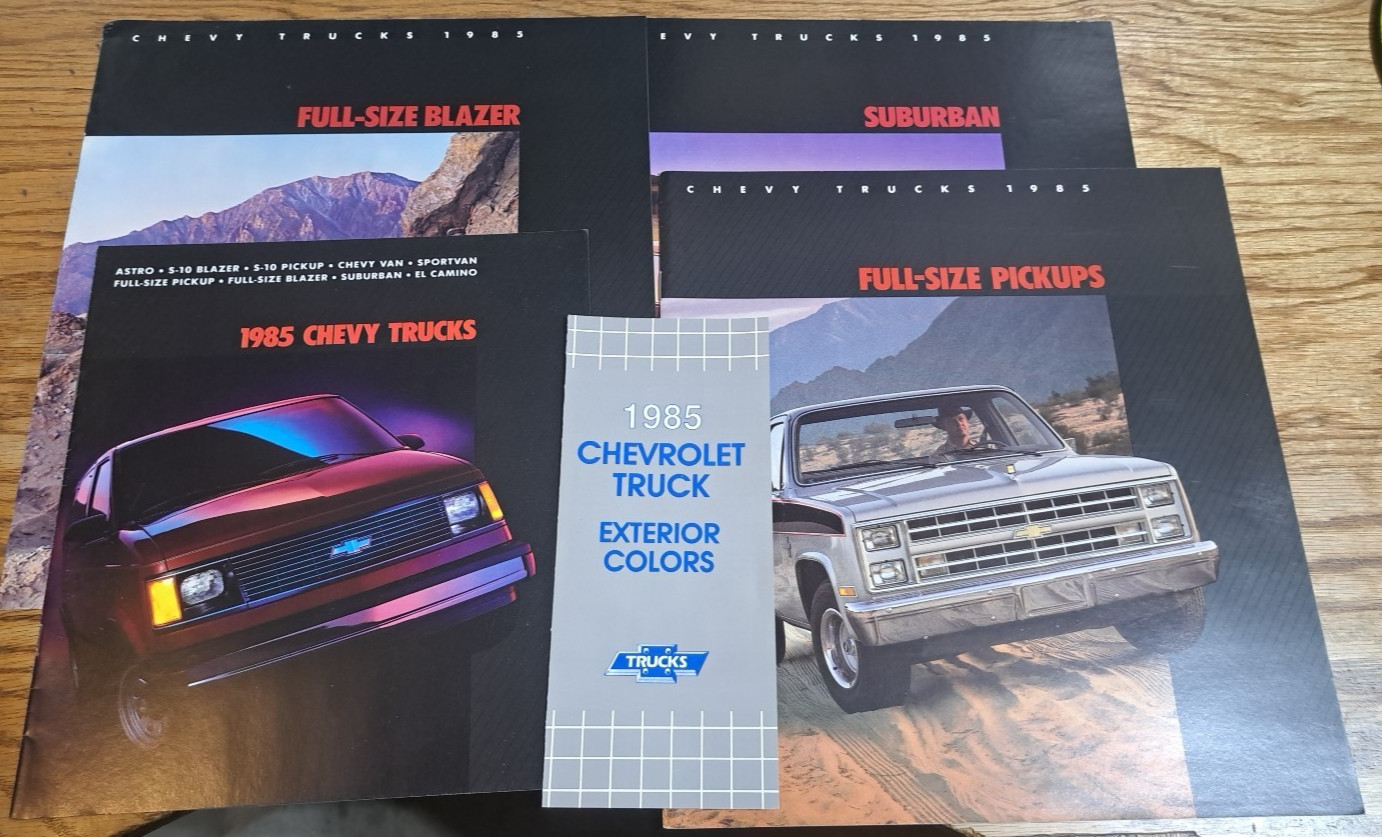 CHEVY TRUCKS 1985
FULL-SIZE BLAZER
EVY TRUCKS 1985
SUBURBAN
CHEVY TRUCKS 1985
FULL-SIZE PICKUPS
ASTRO • S-10 BLAZER • S-10 PICKUP • CHEVY VAN • SPORTVAN
FULL-SIZE PICKUP • FULL-SIZE BLAZER • SUBURBAN • EL CAMINO
1985 CHEVY TRUCKS
1985
CHEVROLET
TRUCK
EXTERIOR
COLORS
TRUCKS